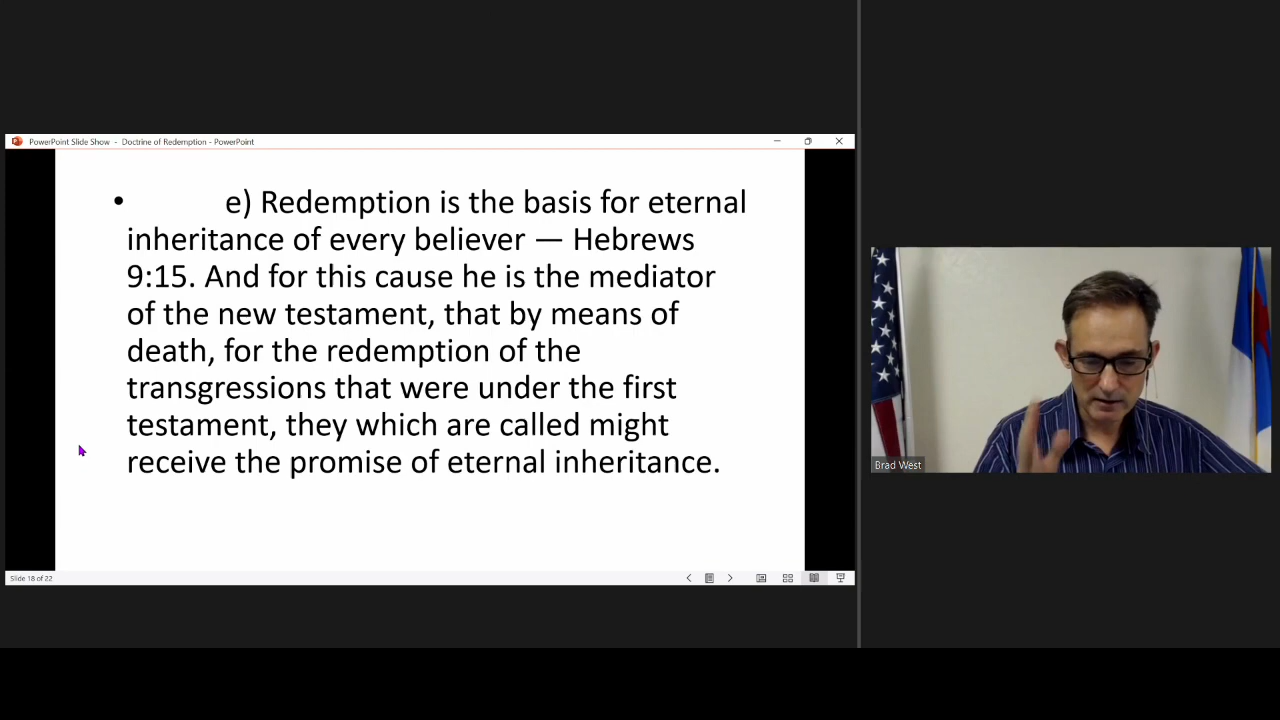 PowerPoint Slide Show - Doctrine of Redemption - PowerPoint
• e) Redemption is the basis for eternal
inheritance of every believer — Hebrews
9:15. And for this cause he is the mediator
of the new testament, that by means of
death, for the redemption of the
transgressions that were under the first
testament, they which are called might
receive the promise of eternal inheritance.
Brad West
Slide 18 of 22